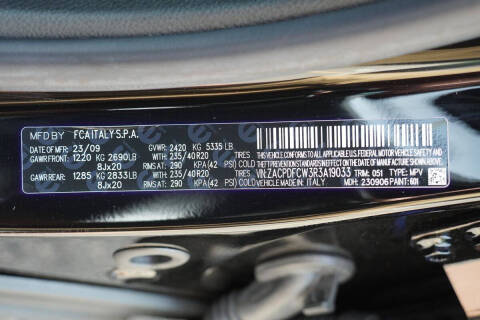 MFD BY FCA ITALY S.P.A.
DATE OF MFR 23/09 GVWR: 2420 KG 5335 LB
GAWR FRONT: 1220 KG 2690LB WITH: 235/40R20 TIRES
8Jx20 RIMS AT: 290 KPA(42 PSI) COLD
GAWR REAR: 1285 KG 2833LB WITH: 235/40R20 TIRES
8Jx20 RIMS AT: 290 KPA(42 PSI) COLD
THIS VEHICLE CONFORMS TO ALL APPLICABLE
FEDERAL MOTOR VEHICLE SAFETY, BUMPER, AND
THEFT PREVENTION STANDARDS IN EFFECT ON THE
DATE OF MANUFACTURE SHOWN ABOVE.
VIN: ZACPDFCW3R3A19033 TRIM: 051 TYPE: MPV
VEHICLE MADE IN: ITALY MDH: 230906 PAINT: 601